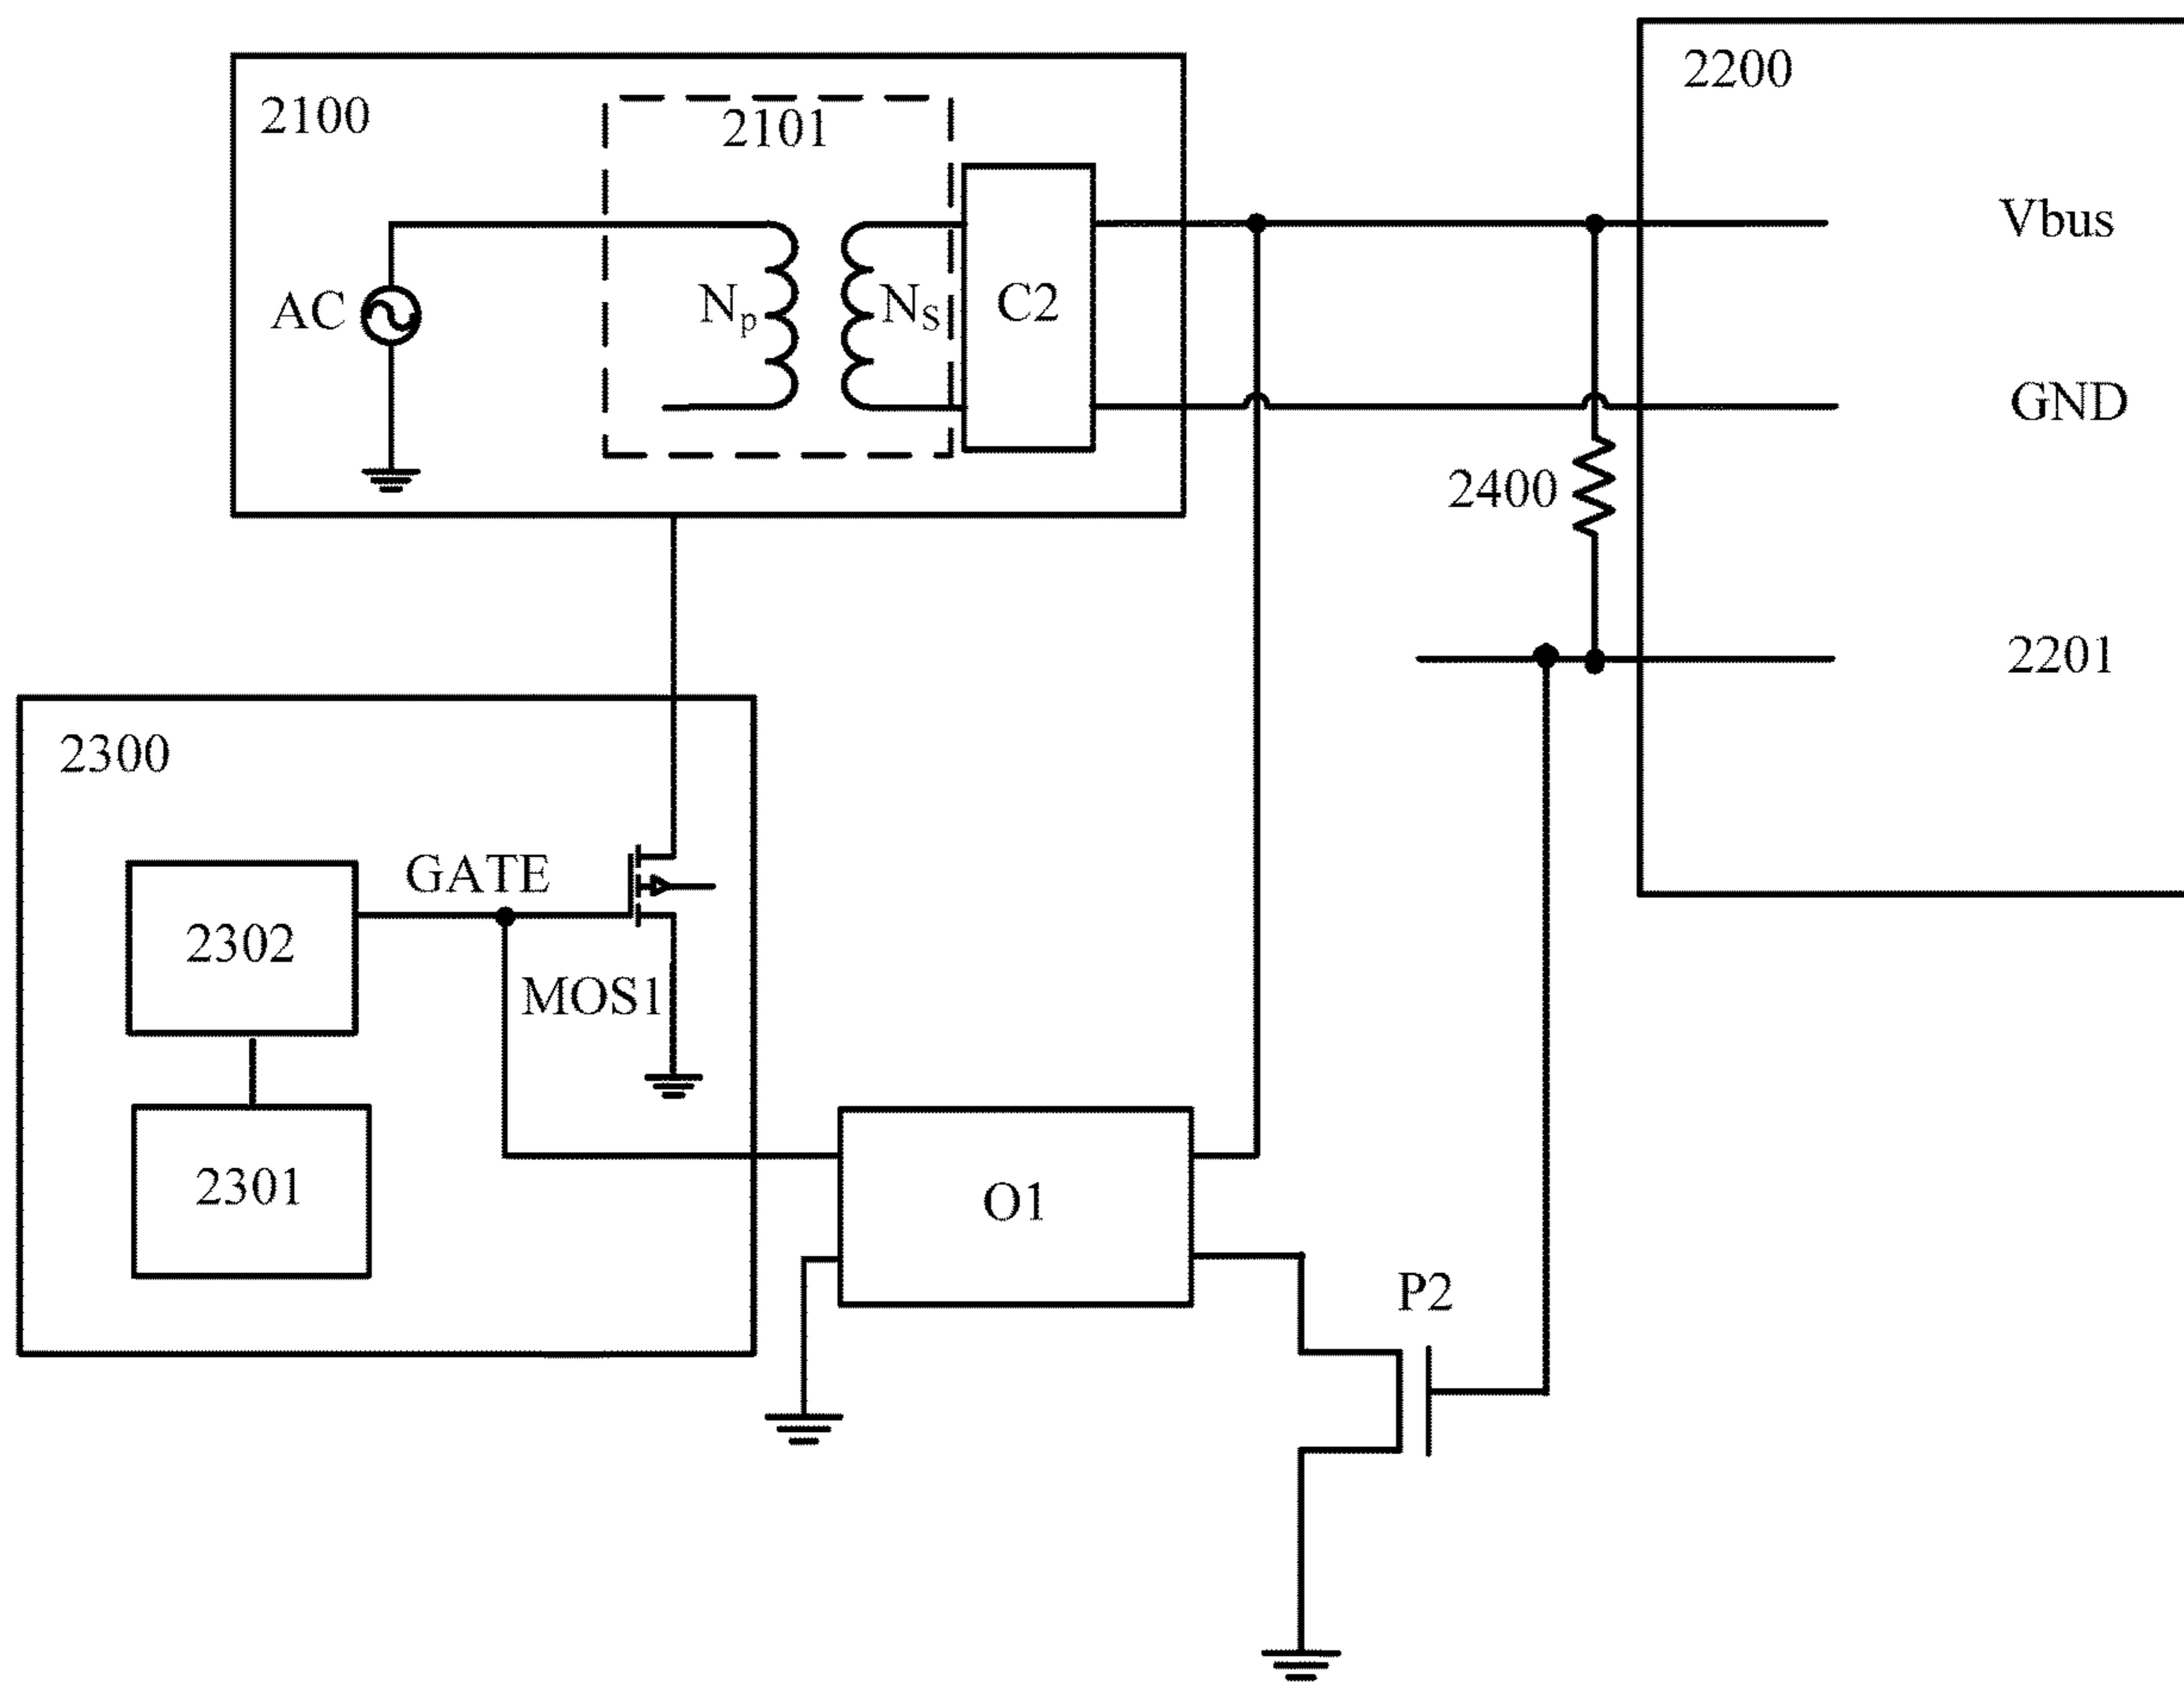 2200
2100
2101
Vbus
AC
Np
NS
C2
GND
2400
2201
2300
GATE
2302
MOS1
2301
O1
P2